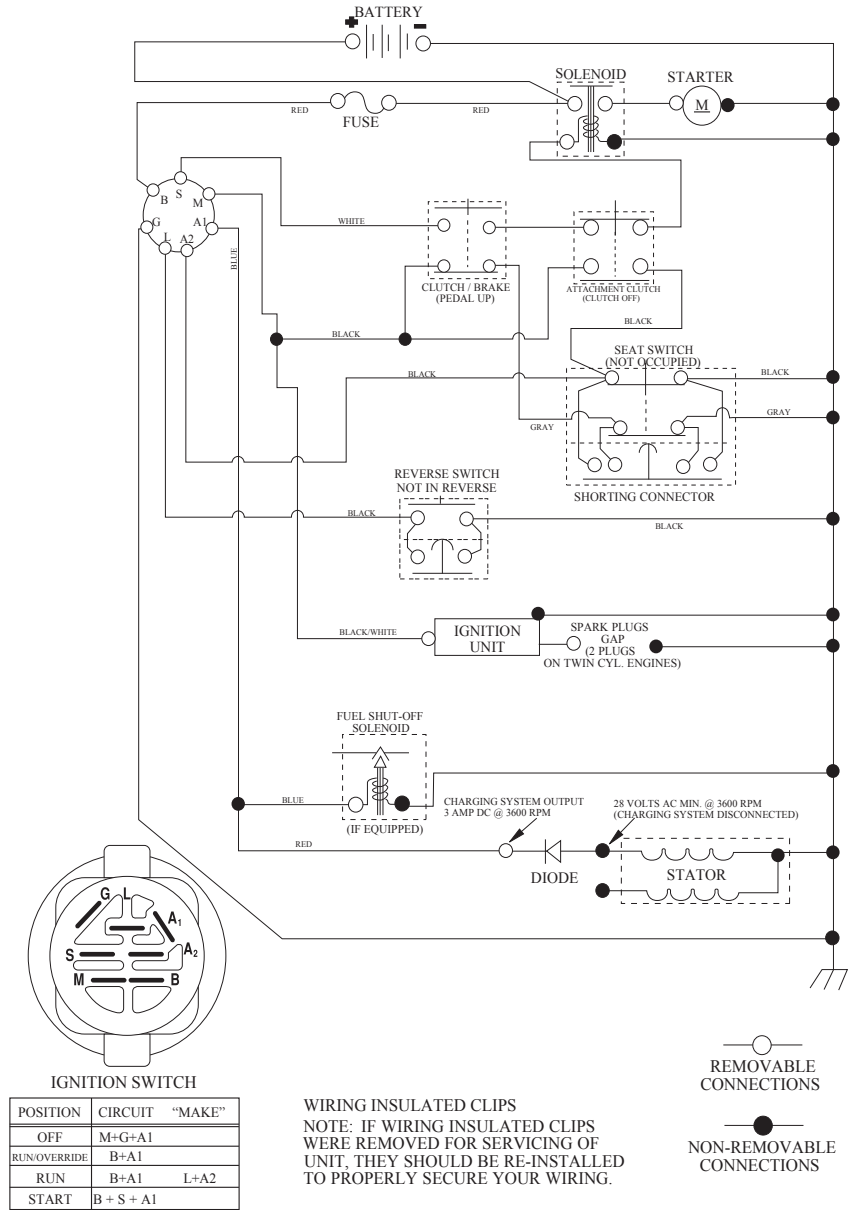 BATTERY
+ -
SOLENOID
STARTER
M
RED
FUSE
RED
B
S
M
G
A1
L
A2
WHITE
BLUE
CLUTCH / BRAKE
(PEDAL UP)
ATTACHMENT CLUTCH
(CLUTCH OFF)
BLACK
BLACK
SEAT SWITCH
(NOT OCCUPIED)
BLACK
BLACK
GRAY
GRAY
SHORTING CONNECTOR
REVERSE SWITCH
NOT IN REVERSE
BLACK
BLACK
BLACK/WHITE
IGNITION
UNIT
SPARK PLUGS
GAP
(2 PLUGS
ON TWIN CYL. ENGINES)
FUEL SHUT-OFF
SOLENOID
BLUE
(IF EQUIPPED)
CHARGING SYSTEM OUTPUT
3 AMP DC @ 3600 RPM
28 VOLTS AC MIN. @ 3600 RPM
(CHARGING SYSTEM DISCONNECTED)
RED
DIODE
STATOR
G
L
A1
S
A2
M
B
IGNITION SWITCH
POSITION CIRCUIT "MAKE"
OFF M+G+A1
RUN/OVERRIDE B+A1
RUN B+A1 L+A2
START B + S + A1
WIRING INSULATED CLIPS
NOTE: IF WIRING INSULATED CLIPS
WERE REMOVED FOR SERVICING OF
UNIT, THEY SHOULD BE RE-INSTALLED
TO PROPERLY SECURE YOUR WIRING.
REMOVABLE
CONNECTIONS
NON-REMOVABLE
CONNECTIONS